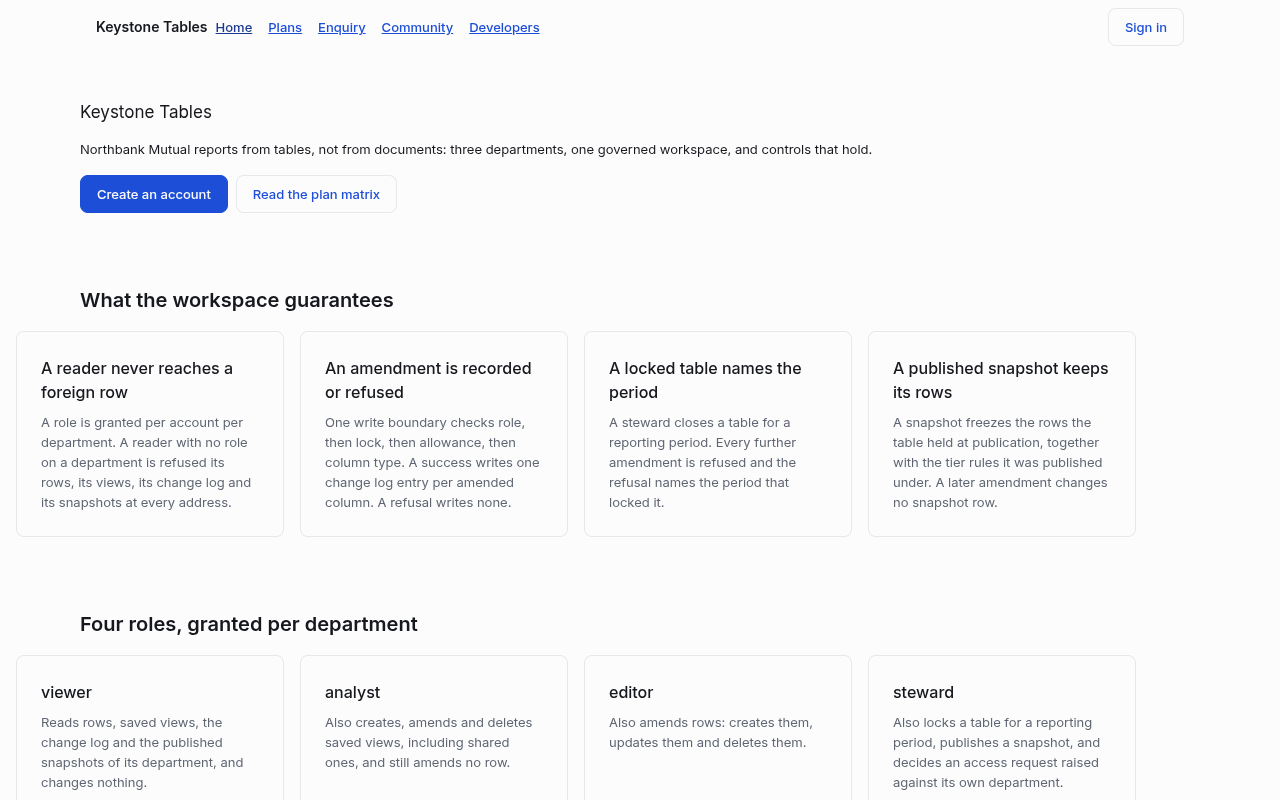 Keystone Tables Home Plans Enquiry Community Developers Sign in
Keystone Tables
Northbank Mutual reports from tables, not from documents: three departments, one governed workspace, and controls that hold.
Create an account Read the plan matrix
What the workspace guarantees
A reader never reaches a
foreign row
A role is granted per account per
department. A reader with no role
on a department is refused its
rows, its views, its change log and
its snapshots at every address.
An amendment is recorded
or refused
One write boundary checks role,
then lock, then allowance, then
column type. A success writes one
change log entry per amended
column. A refusal writes none.
A locked table names the
period
A steward closes a table for a
reporting period. Every further
amendment is refused and the
refusal names the period that
locked it.
A published snapshot keeps
its rows
A snapshot freezes the rows the
table held at publication, together
with the tier rules it was published
under. A later amendment changes
no snapshot row.
Four roles, granted per department
viewer
Reads rows, saved views, the
change log and the published
snapshots of its department, and
changes nothing.
analyst
Also creates, amends and deletes
saved views, including shared
ones, and still amends no row.
editor
Also amends rows: creates them,
updates them and deletes them.
steward
Also locks a table for a reporting
period, publishes a snapshot, and
decides an access request raised
against its own department.